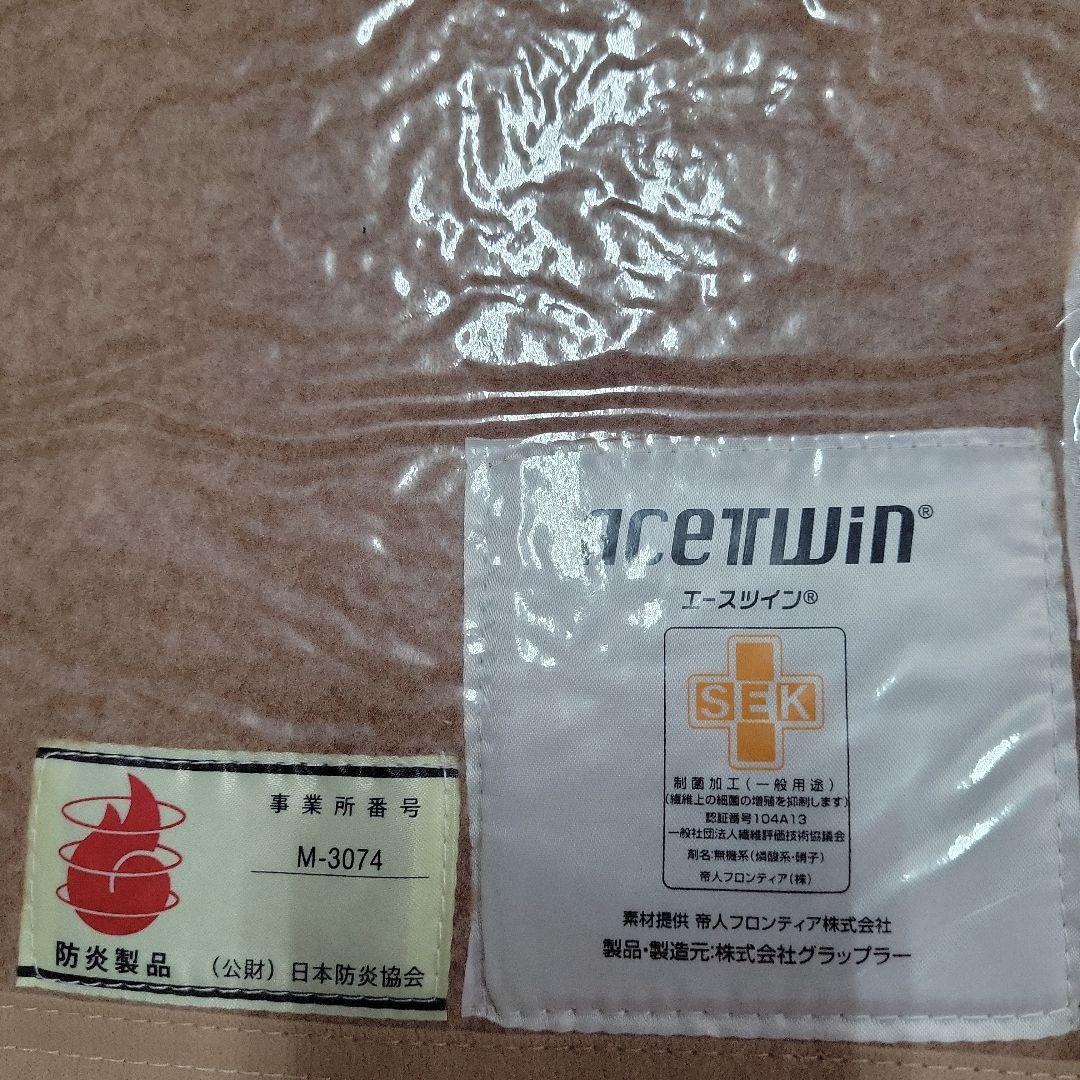 acetwin®
エースツイン®
SEK
制菌加工(一般用途)
(繊維上の細菌の増殖を抑制します)
認証番号104A13
一般社団法人繊維評価技術協議会
剤名:無機系(燐酸系・硝子)
帝人フロンティア(株)
素材提供 帝人フロンティア株式会社
製品・製造元:株式会社グラップラー
事業所番号
M-3074
防炎製品 (公財)日本防炎協会